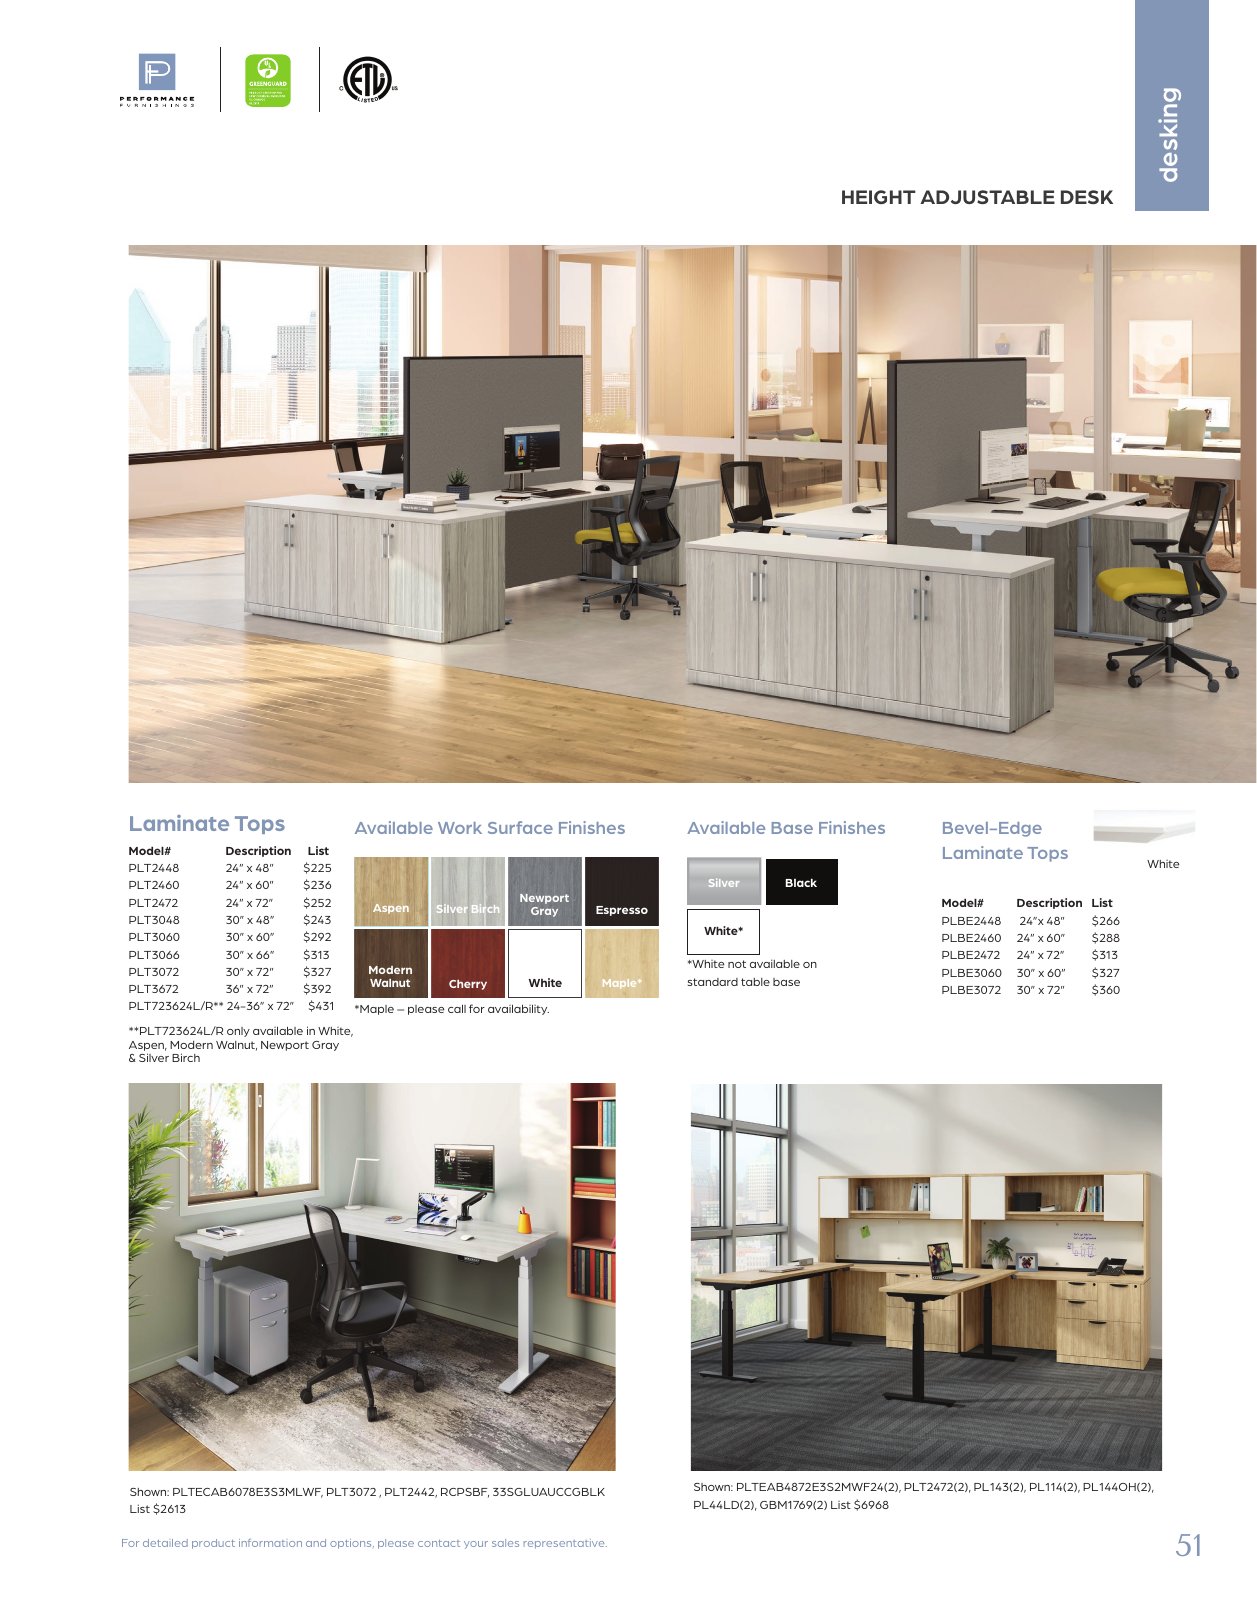 PERFORMANCE
FURNISHINGS
UL
GREENGUARD
C
ETL
US
LISTED
desking
HEIGHT ADJUSTABLE DESK
Laminate Tops
Model# Description List
PLT2448 24" x 48" $225
PLT2460 24" x 60" $236
PLT2472 24" x 72" $252
PLT3048 30" x 48" $243
PLT3060 30" x 60" $292
PLT3066 30" x 66" $313
PLT3072 30" x 72" $327
PLT3672 36" x 72" $392
PLT723624L/R** 24-36" x 72" $431
**PLT723624L/R only available in White,
Aspen, Modern Walnut, Newport Gray
& Silver Birch
Available Work Surface Finishes
Aspen
Silver Birch
Newport
Gray
Espresso
Modern
Walnut
Cherry
White
Maple*
*Maple – please call for availability.
Available Base Finishes
Silver
Black
White*
*White not available on
standard table base
Bevel-Edge
Laminate Tops
White
Model# Description List
PLBE2448 24"x 48" $266
PLBE2460 24" x 60" $288
PLBE2472 24" x 72" $313
PLBE3060 30" x 60" $327
PLBE3072 30" x 72" $360
Shown: PLTECAB6078E3S3MLWF, PLT3072 , PLT2442, RCPSBF, 33SGLUAUCCGBLK
List $2613
Shown: PLTEAB4872E3S2MWF24(2), PLT2472(2), PL143(2), PL114(2), PL144OH(2),
PL44LD(2), GBM1769(2) List $6968
For detailed product information and options, please contact your sales representative.
51